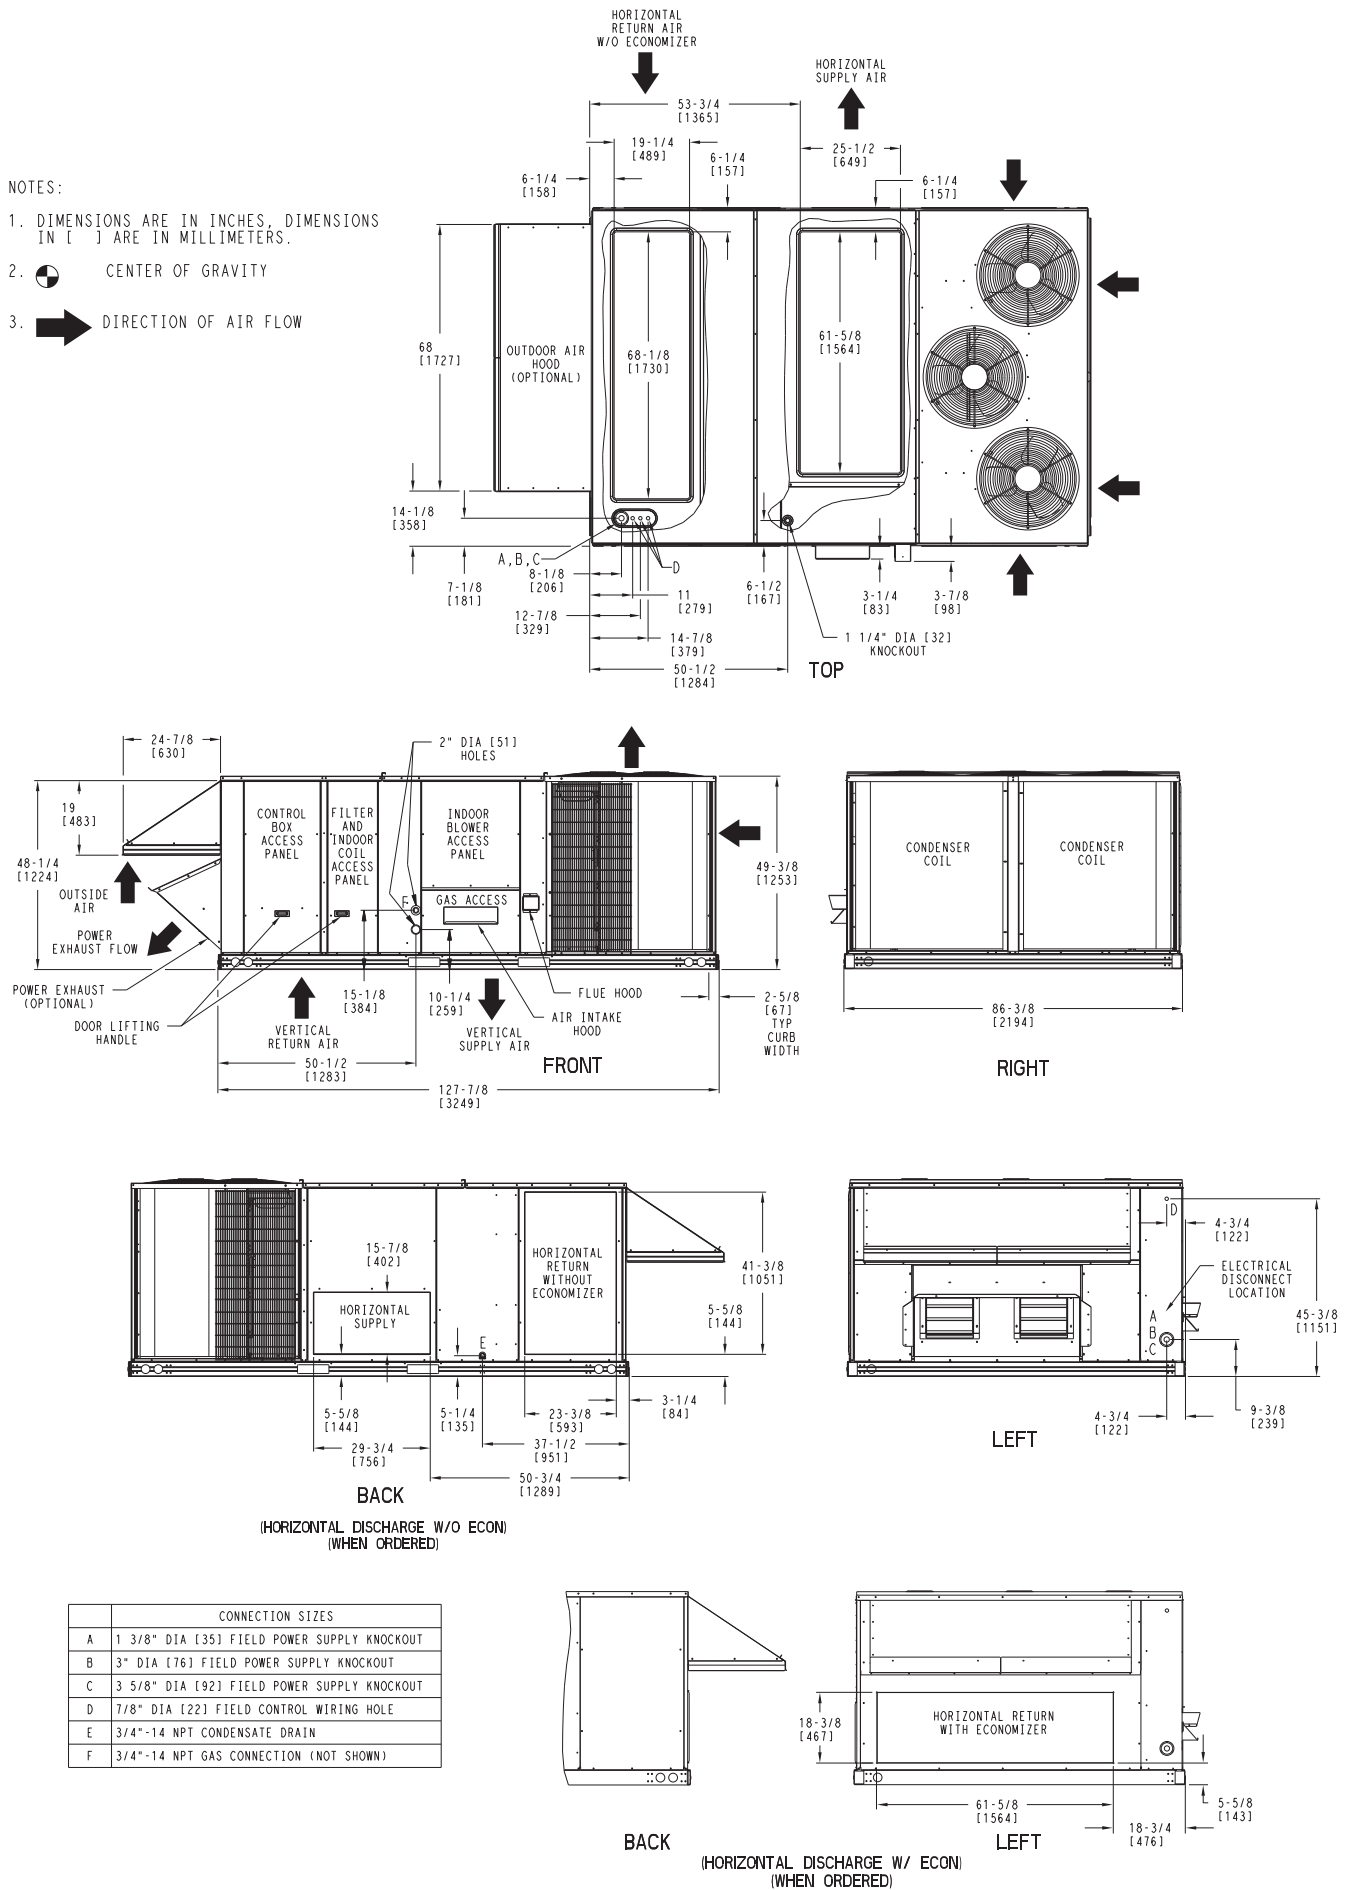 HORIZONTAL
RETURN AIR
W/O ECONOMIZER
HORIZONTAL
SUPPLY AIR
53-3/4
[1365]
19-1/4
[489]
6-1/4
[157]
25-1/2
[649]
6-1/4
[158]
6-1/4
[157]
NOTES:
1. DIMENSIONS ARE IN INCHES, DIMENSIONS
IN [ ] ARE IN MILLIMETERS.
2. CENTER OF GRAVITY
3. DIRECTION OF AIR FLOW
68
[1727]
OUTDOOR AIR
HOOD
(OPTIONAL)
68-1/8
[1730]
61-5/8
[1564]
14-1/8
[358]
A,B,C
D
7-1/8
[181]
8-1/8
[206]
11
[279]
12-7/8
[329]
14-7/8
[379]
50-1/2
[1284]
6-1/2
[167]
3-1/4
[83]
3-7/8
[98]
1 1/4" DIA [32]
KNOCKOUT
TOP
24-7/8
[630]
2" DIA [51]
HOLES
19
[483]
48-1/4
[1224]
CONTROL
BOX
ACCESS
PANEL
FILTER
AND
INDOOR
COIL
ACCESS
PANEL
INDOOR
BLOWER
ACCESS
PANEL
F
GAS ACCESS
49-3/8
[1253]
OUTSIDE
AIR
POWER
EXHAUST FLOW
POWER EXHAUST
(OPTIONAL)
DOOR LIFTING
HANDLE
15-1/8
[384]
10-1/4
[259]
FLUE HOOD
AIR INTAKE
HOOD
2-5/8
[67]
TYP
CURB
WIDTH
VERTICAL
RETURN AIR
VERTICAL
SUPPLY AIR
50-1/2
[1283]
FRONT
127-7/8
[3249]
CONDENSER
COIL
CONDENSER
COIL
86-3/8
[2194]
RIGHT
15-7/8
[402]
HORIZONTAL
SUPPLY
E
HORIZONTAL
RETURN
WITHOUT
ECONOMIZER
41-3/8
[1051]
5-5/8
[144]
5-5/8
[144]
5-1/4
[135]
23-3/8
[593]
3-1/4
[84]
29-3/4
[756]
37-1/2
[951]
50-3/4
[1289]
BACK
(HORIZONTAL DISCHARGE W/O ECON)
(WHEN ORDERED)
D
4-3/4
[122]
ELECTRICAL
DISCONNECT
LOCATION
A
B
C
45-3/8
[1151]
4-3/4
[122]
9-3/8
[239]
LEFT
CONNECTION SIZES
A 1 3/8" DIA [35] FIELD POWER SUPPLY KNOCKOUT
B 3" DIA [76] FIELD POWER SUPPLY KNOCKOUT
C 3 5/8" DIA [92] FIELD POWER SUPPLY KNOCKOUT
D 7/8" DIA [22] FIELD CONTROL WIRING HOLE
E 3/4"-14 NPT CONDENSATE DRAIN
F 3/4"-14 NPT GAS CONNECTION (NOT SHOWN)
18-3/8
[467]
HORIZONTAL RETURN
WITH ECONOMIZER
61-5/8
[1564]
5-5/8
[143]
18-3/4
[476]
BACK
LEFT
(HORIZONTAL DISCHARGE W/ ECON)
(WHEN ORDERED)